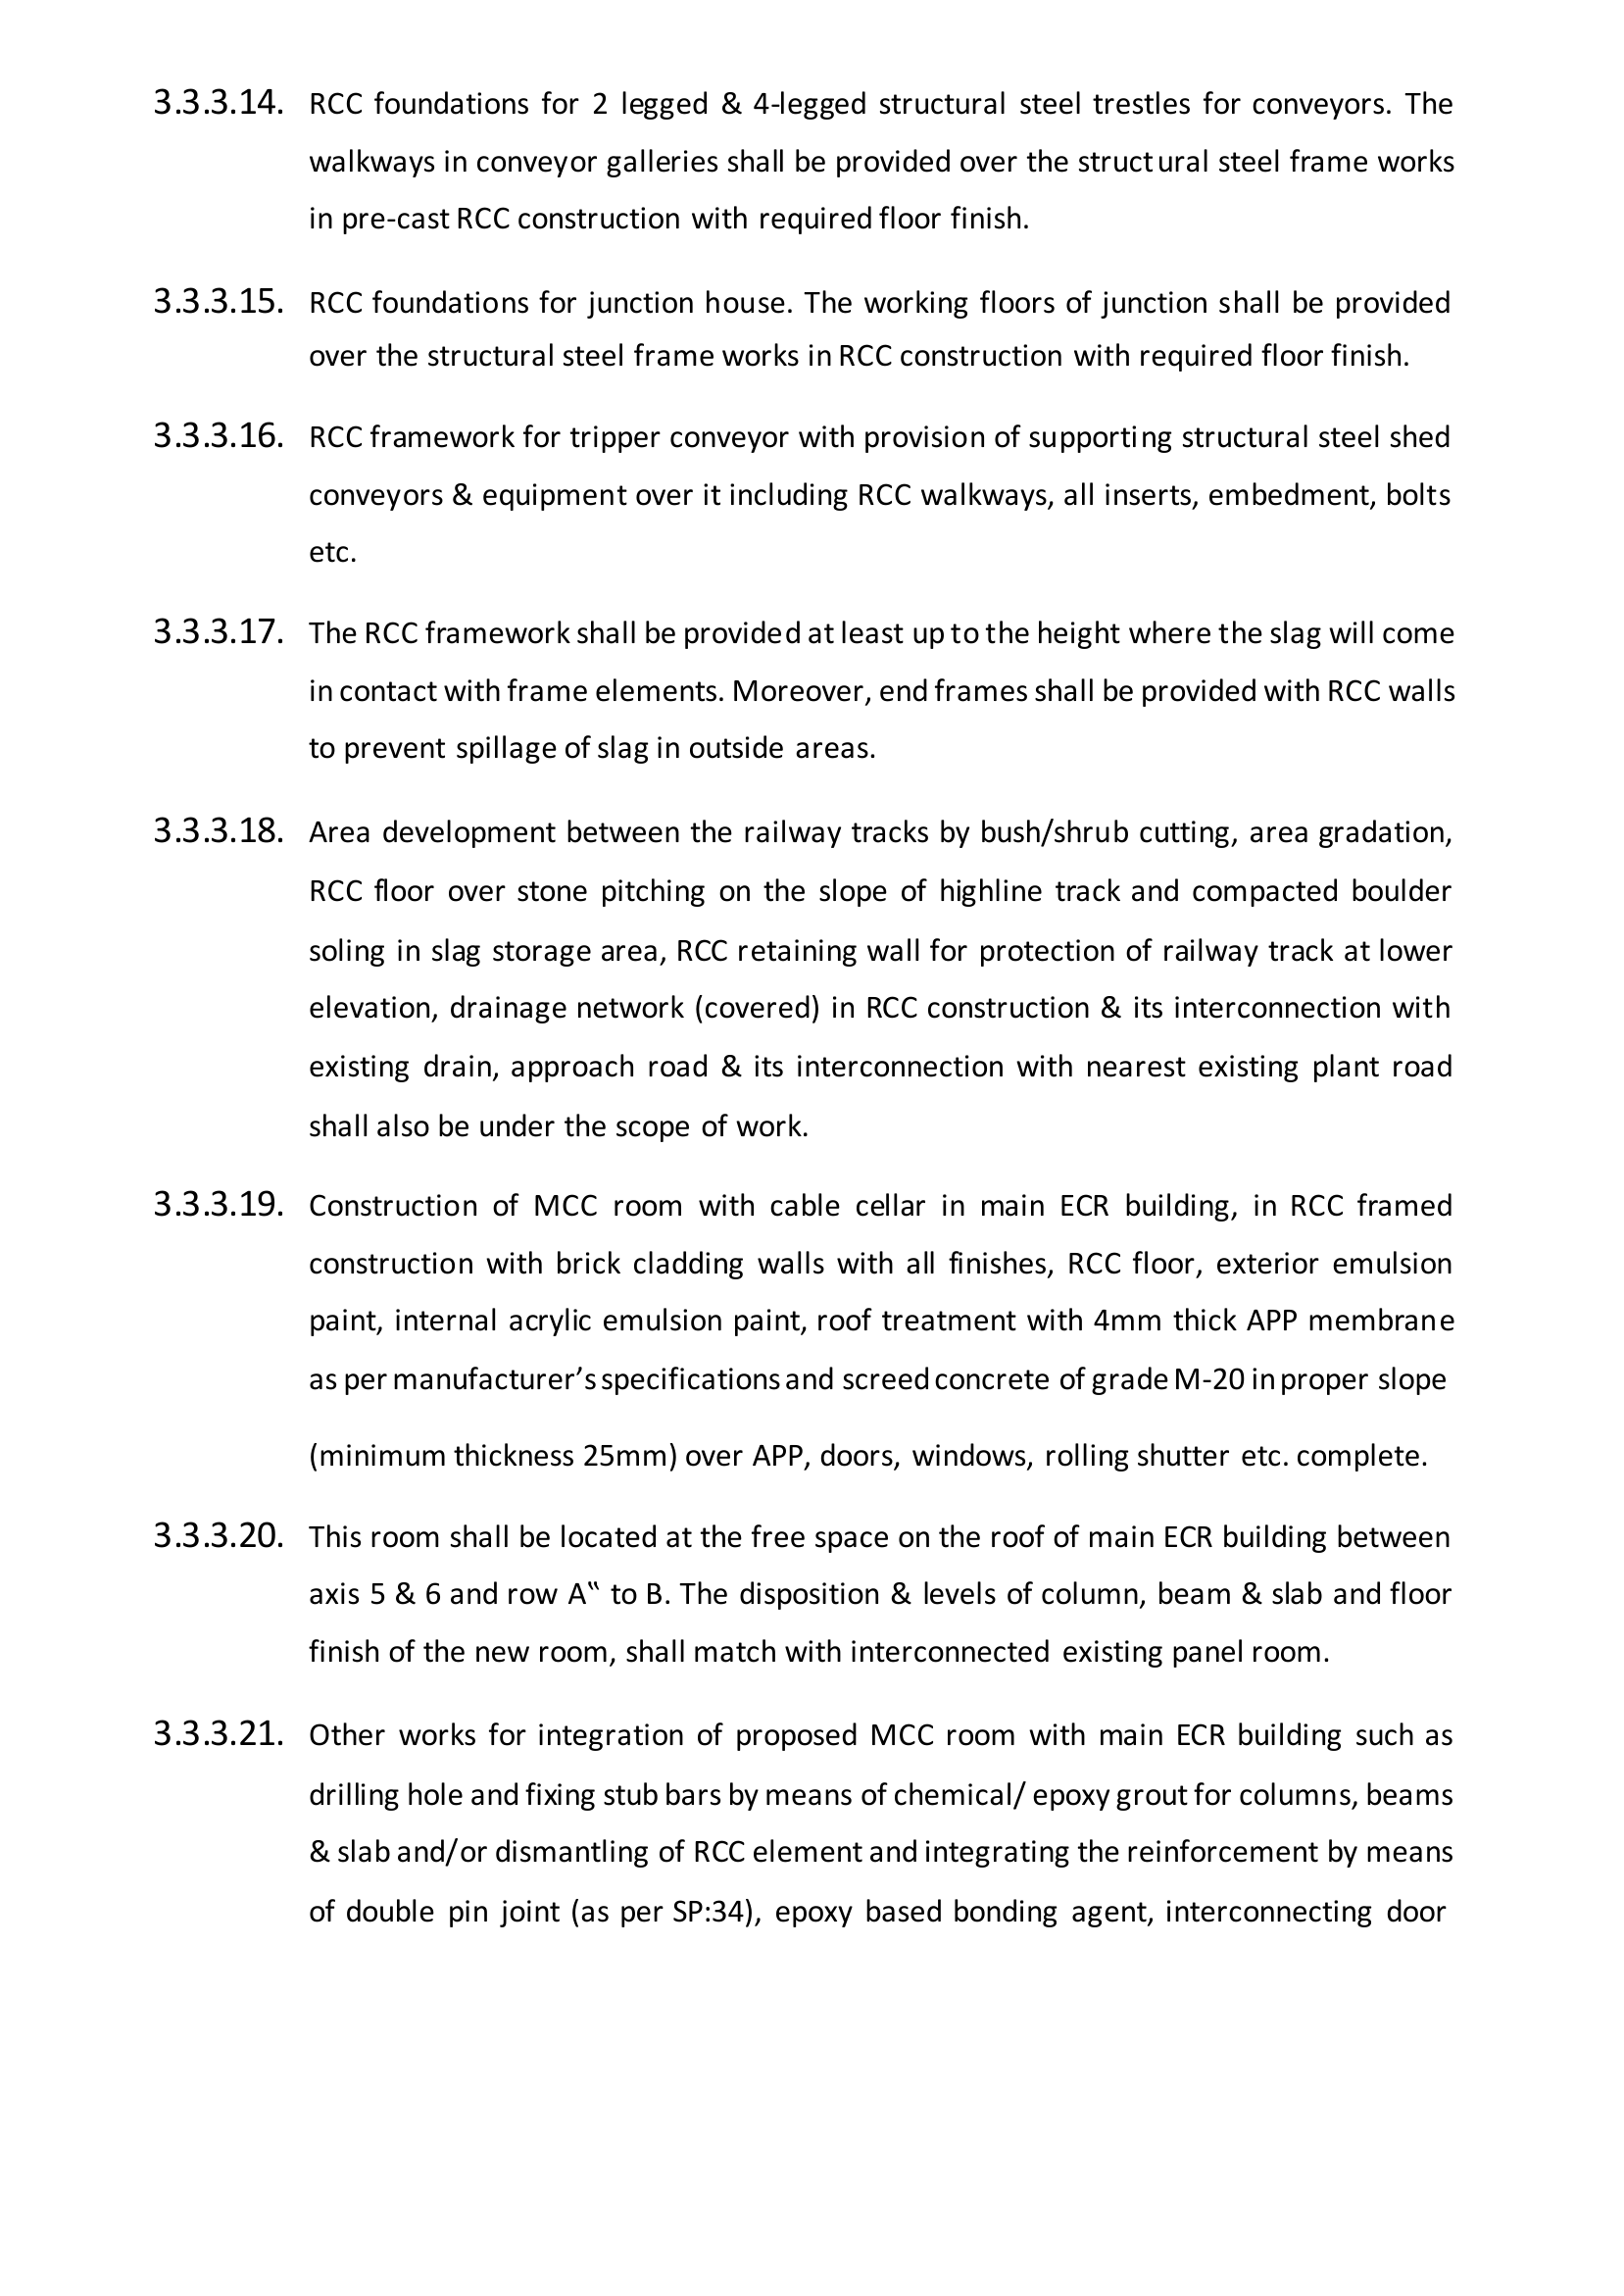 3.3.3.14. RCC foundations for 2 legged & 4-legged structural steel trestles for conveyors. The
walkways in conveyor galleries shall be provided over the structural steel frame works
in pre-cast RCC construction with required floor finish.
3.3.3.15. RCC foundations for junction house. The working floors of junction shall be provided
over the structural steel frame works in RCC construction with required floor finish.
3.3.3.16. RCC framework for tripper conveyor with provision of supporting structural steel shed
conveyors & equipment over it including RCC walkways, all inserts, embedment, bolts
etc.
3.3.3.17. The RCC framework shall be provided at least up to the height where the slag will come
in contact with frame elements. Moreover, end frames shall be provided with RCC walls
to prevent spillage of slag in outside areas.
3.3.3.18. Area development between the railway tracks by bush/shrub cutting, area gradation,
RCC floor over stone pitching on the slope of highline track and compacted boulder
soling in slag storage area, RCC retaining wall for protection of railway track at lower
elevation, drainage network (covered) in RCC construction & its interconnection with
existing drain, approach road & its interconnection with nearest existing plant road
shall also be under the scope of work.
3.3.3.19. Construction of MCC room with cable cellar in main ECR building, in RCC framed
construction with brick cladding walls with all finishes, RCC floor, exterior emulsion
paint, internal acrylic emulsion paint, roof treatment with 4mm thick APP membrane
as per manufacturer’s specifications and screed concrete of grade M-20 in proper slope
(minimum thickness 25mm) over APP, doors, windows, rolling shutter etc. complete.
3.3.3.20. This room shall be located at the free space on the roof of main ECR building between
axis 5 & 6 and row A‟ to B. The disposition & levels of column, beam & slab and floor
finish of the new room, shall match with interconnected existing panel room.
3.3.3.21. Other works for integration of proposed MCC room with main ECR building such as
drilling hole and fixing stub bars by means of chemical/ epoxy grout for columns, beams
& slab and/or dismantling of RCC element and integrating the reinforcement by means
of double pin joint (as per SP:34), epoxy based bonding agent, interconnecting door